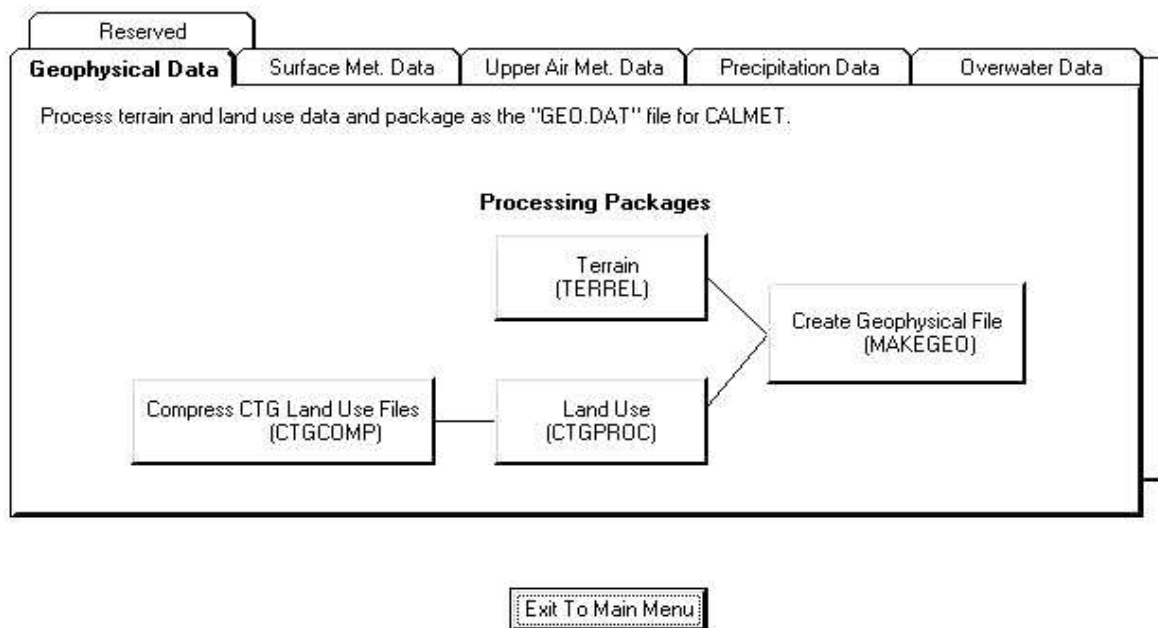 Reserved
Geophysical Data
Surface Met. Data
Upper Air Met. Data
Precipitation Data
Overwater Data
Process terrain and land use data and package as the "GEO.DAT" file for CALMET.
Processing Packages
Terrain
(TERREL)
Create Geophysical File
(MAKEGEO)
Compress CTG Land Use Files
(CTGCOMP)
Land Use
(CTGPROC)
Exit To Main Menu